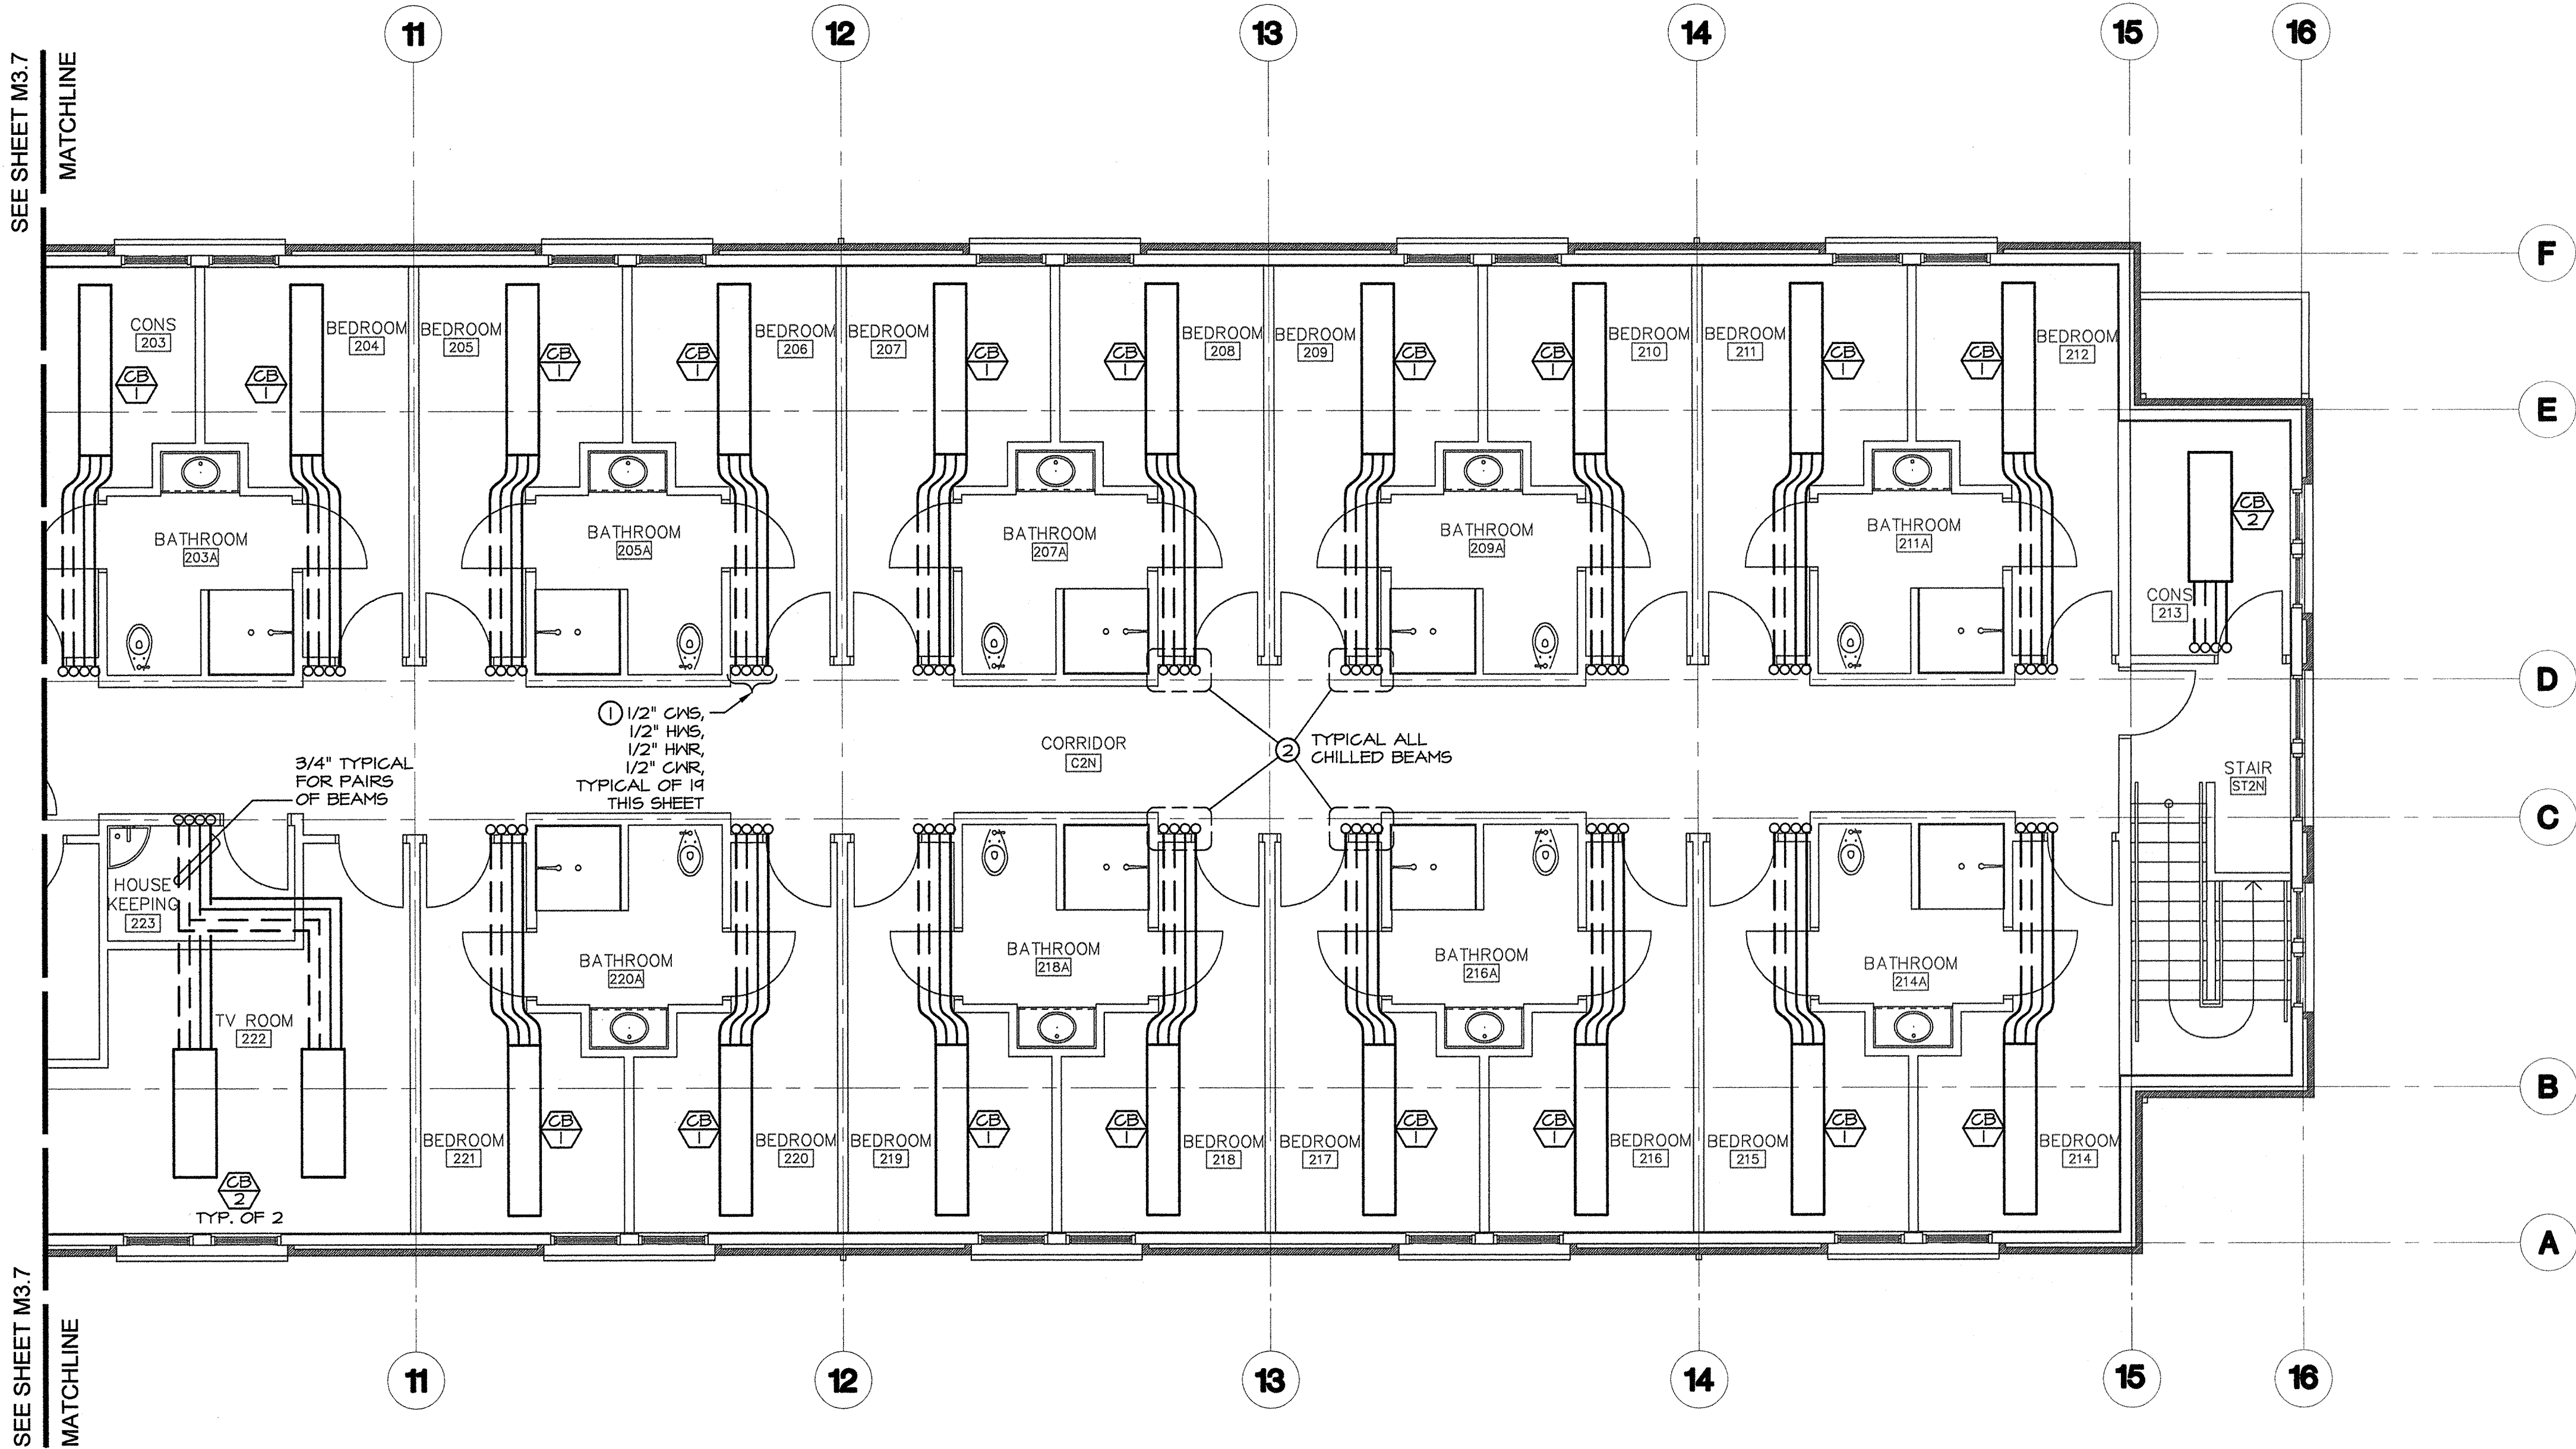 11
12
13
14
15
16
SEE SHEET M3.7
MATCHLINE
F
E
D
C
B
A
CONS
203
CB
1
CB
1
BEDROOM
204
BEDROOM
205
CB
1
CB
1
BEDROOM
206
BEDROOM
207
CB
1
CB
1
BEDROOM
208
BEDROOM
209
CB
1
CB
1
BEDROOM
210
BEDROOM
211
CB
1
CB
1
BEDROOM
212
BATHROOM
203A
BATHROOM
205A
BATHROOM
207A
BATHROOM
209A
BATHROOM
211A
CB
2
CONS
213
1 1/2" CWS,
1/2" HWS,
1/2" HWR,
1/2" CWR,
TYPICAL OF 19
THIS SHEET
3/4" TYPICAL
FOR PAIRS
OF BEAMS
CORRIDOR
C2N
2 TYPICAL ALL
CHILLED BEAMS
STAIR
ST2N
HOUSE
KEEPING
223
TV ROOM
222
CB
2
TYP. OF 2
BATHROOM
220A
BATHROOM
218A
BATHROOM
216A
BATHROOM
214A
BEDROOM
221
CB
1
CB
1
BEDROOM
220
BEDROOM
219
CB
1
CB
1
BEDROOM
218
BEDROOM
217
CB
1
CB
1
BEDROOM
216
BEDROOM
215
CB
1
CB
1
BEDROOM
214
SEE SHEET M3.7
MATCHLINE
11
12
13
14
15
16